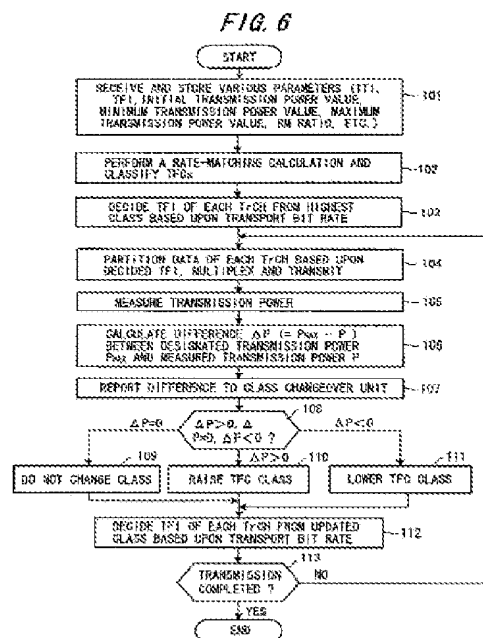 FIG. 6
START
RECEIVE AND STORE VARIOUS PARAMETERS (TTI,
TFI, INITIAL TRANSMISSION POWER VALUE,
MINIMUM TRANSMISSION POWER VALUE, MAXIMUM
TRANSMISSION POWER VALUE, RM RATIO, ETC.)
101
PERFORM A RATE-MATCHING CALCULATION AND
CLASSIFY TFCs
102
DECIDE TFI OF EACH TrCH FROM HIGHEST
CLASS BASED UPON TRANSPORT BIT RATE
103
PARTITION DATA OF EACH TrCH BASED UPON
DECIDED TFI, MULTIPLEX AND TRANSMIT
104
MEASURE TRANSMISSION POWER
105
CALCULATE DIFFERENCE ΔP (= PMAX - P)
BETWEEN DESIGNATED TRANSMISSION POWER
PMAX AND MEASURED TRANSMISSION POWER P
106
REPORT DIFFERENCE TO CLASS CHANGEOVER UNIT
107
108
ΔP=0
ΔP>0, Δ
P=0, ΔP<0 ?
ΔP<0
109
ΔP>0
110
111
DO NOT CHANGE CLASS
RAISE TFC CLASS
LOWER TFC CLASS
DECIDE TFI OF EACH TrCH FROM UPDATED
CLASS BASED UPON TRANSPORT BIT RATE
112
113
TRANSMISSION
COMPLETED ?
NO
YES
END